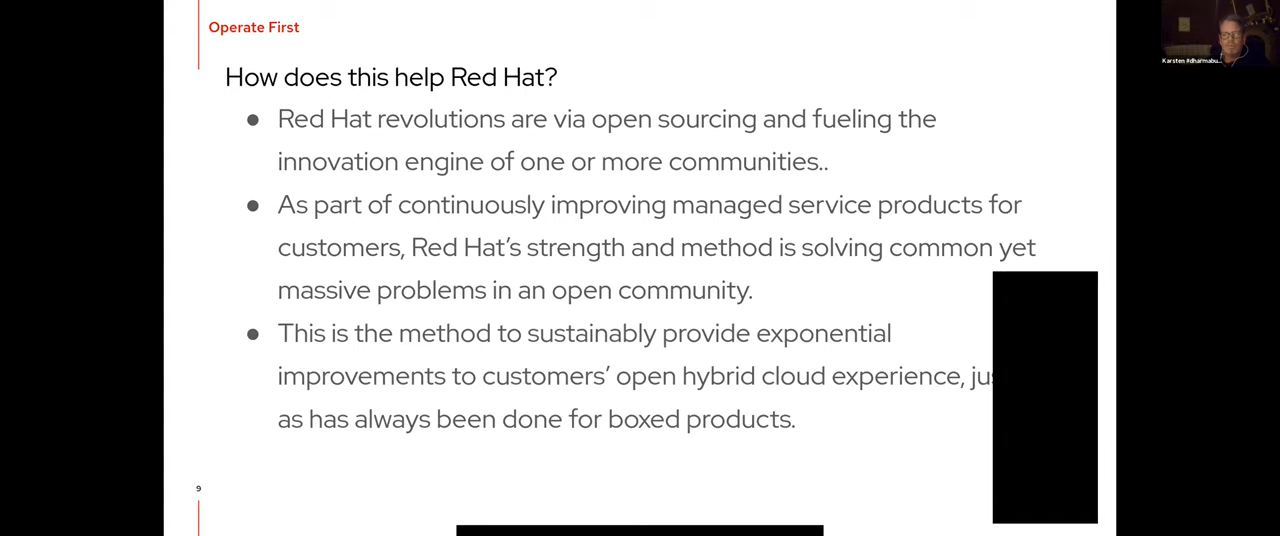 Operate First
How does this help Red Hat?
● Red Hat revolutions are via open sourcing and fueling the
innovation engine of one or more communities..
● As part of continuously improving managed service products for
customers, Red Hat’s strength and method is solving common yet
massive problems in an open community.
● This is the method to sustainably provide exponential
improvements to customers’ open hybrid cloud experience,
as has always been done for boxed products.
9
Karsten #dharmabu...